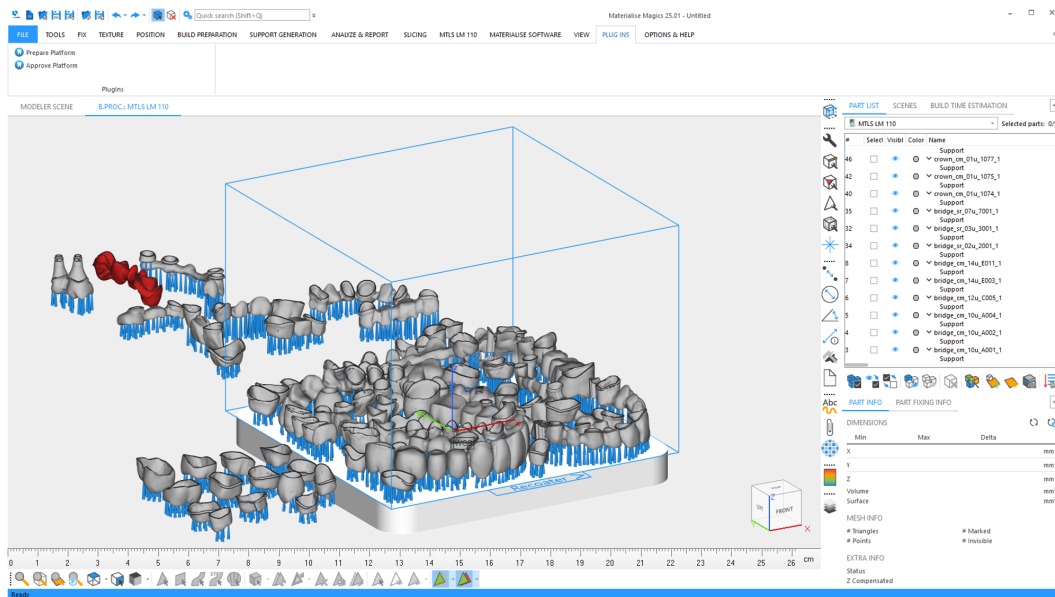 Quick search (Shift+Q)
Materialise Magics 25.01 - Untitled
FILE TOOLS FIX TEXTURE POSITION BUILD PREPARATION SUPPORT GENERATION ANALYZE & REPORT SLICING MTLS LM 110 MATERIALISE SOFTWARE VIEW PLUG-INS OPTIONS & HELP
Prepare Platform
Approve Platform
Plugins
MODELER SCENE B.PROC.: MTLS LM 110
PART LIST SCENES BUILD TIME ESTIMATION
MTLS LM 110 Selected parts: 0/
# Select Visibl Color Name
Support
46 crown_cm_01u_1077_1
Support
42 crown_cm_01u_1075_1
Support
40 crown_cm_01u_1074_1
Support
35 bridge_sr_07u_7001_1
Support
32 bridge_sr_03u_3001_1
Support
34 bridge_sr_02u_2001_1
Support
8 bridge_cm_14u_E011_1
Support
7 bridge_cm_14u_E003_1
Support
6 bridge_cm_12u_C005_1
Support
5 bridge_cm_10u_A004_1
Support
4 bridge_cm_10u_A002_1
Support
3 bridge_cm_10u_A001_1
Support
Abc
PART INFO PART FIXING INFO
DIMENSIONS
Min Max Delta
X mm
Y mm
Z mm
Volume mm
Surface mm
MESH INFO
# Triangles # Marked
# Points # Invisible
EXTRA INFO
Status
Z Compensated
Recoater
Z
FRONT
X
0 1 2 3 4 5 6 7 8 9 10 11 12 13 14 15 16 17 18 19 20 21 22 23 24 25 26 cm
Ready